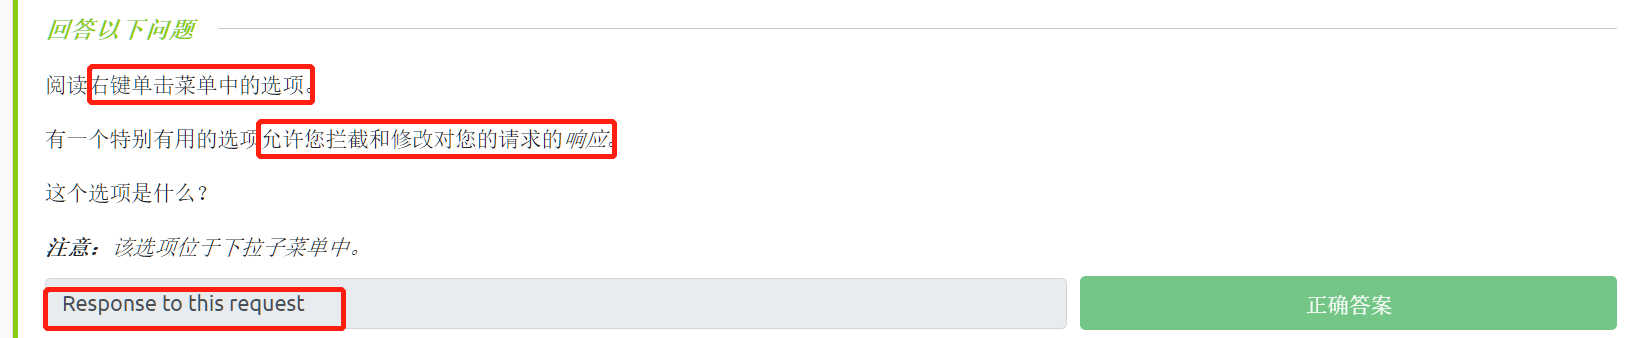 回答以下问题
阅读右键单击菜单中的选项。
有一个特别有用的选项允许您拦截和修改对您的请求的响应。
这个选项是什么？
注意：该选项位于下拉子菜单中。
Response to this request
正确答案